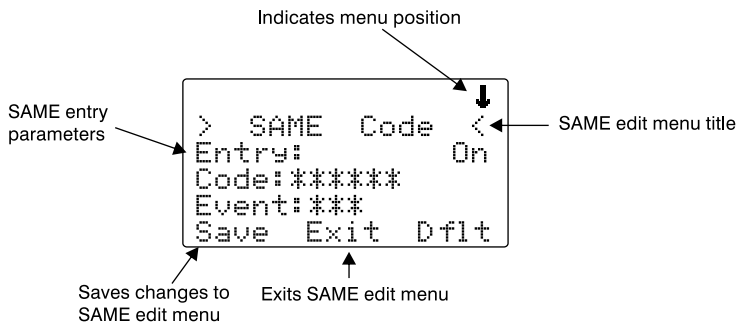 Indicates menu position
SAME entry
parameters
> SAME Code <
SAME edit menu title
Entry: On
Code:******
Event:***
Save Exit Dflt
Saves changes to
SAME edit menu
Exits SAME edit menu